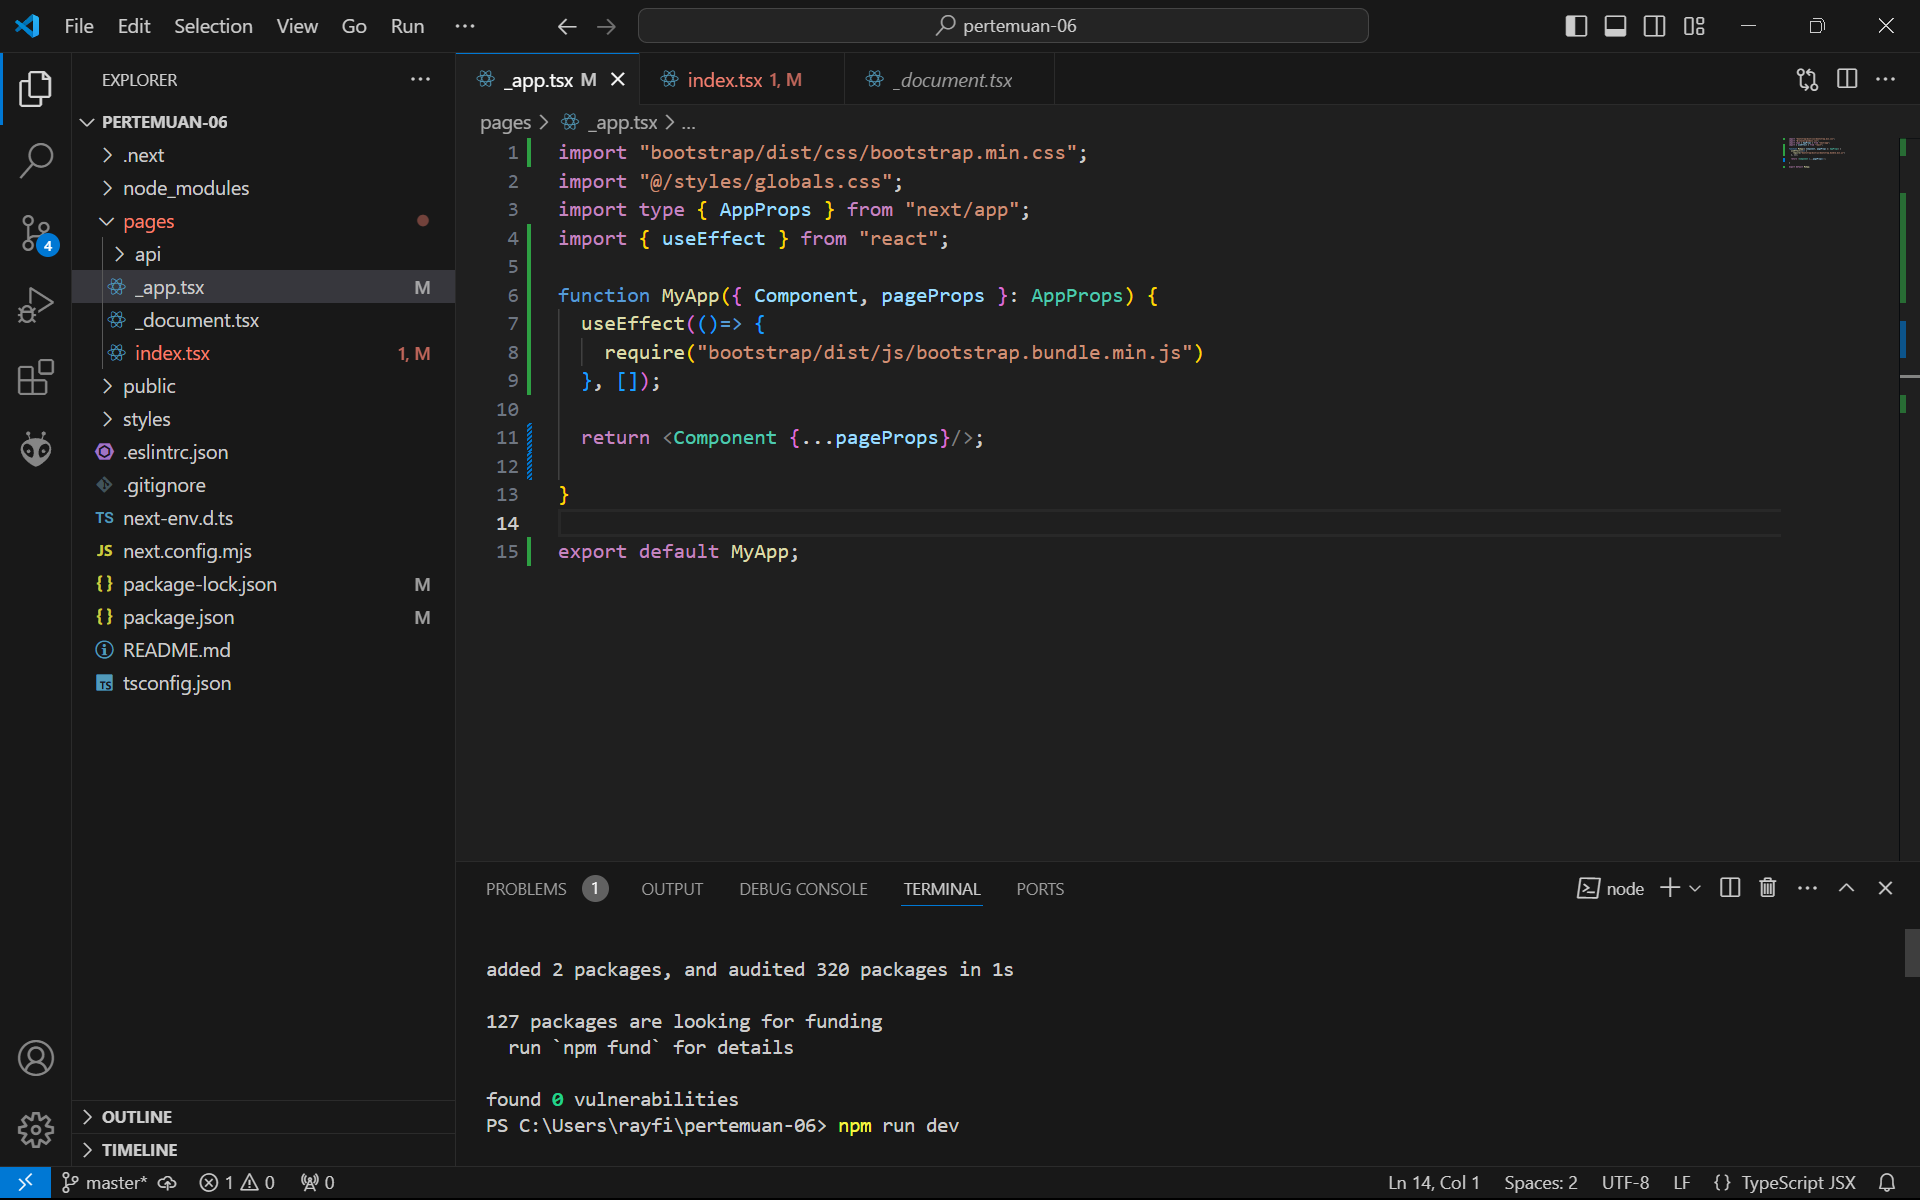 File Edit Selection View Go Run ···
pertemuan-06
EXPLORER
PERTEMUAN-06
.next
node_modules
pages
api
_app.tsx M
_document.tsx
index.tsx 1, M
public
styles
.eslintrc.json
.gitignore
TS next-env.d.ts
JS next.config.mjs
{} package-lock.json M
{} package.json M
README.md
TS tsconfig.json
OUTLINE
TIMELINE
4
_app.tsx M
index.tsx 1, M
_document.tsx
pages > _app.tsx > ...
1 import "bootstrap/dist/css/bootstrap.min.css";
2 import "@/styles/globals.css";
3 import type { AppProps } from "next/app";
4 import { useEffect } from "react";
5
6 function MyApp({ Component, pageProps }: AppProps) {
7 useEffect(()=> {
8 require("bootstrap/dist/js/bootstrap.bundle.min.js")
9 }, []);
10
11 return <Component {...pageProps}/>;
12
13 }
14
15 export default MyApp;
PROBLEMS 1 OUTPUT DEBUG CONSOLE TERMINAL PORTS
node
added 2 packages, and audited 320 packages in 1s
127 packages are looking for funding
run `npm fund` for details
found 0 vulnerabilities
PS C:\Users\rayfi\pertemuan-06> npm run dev
master* 1 0 0
Ln 14, Col 1 Spaces: 2 UTF-8 LF {} TypeScript JSX